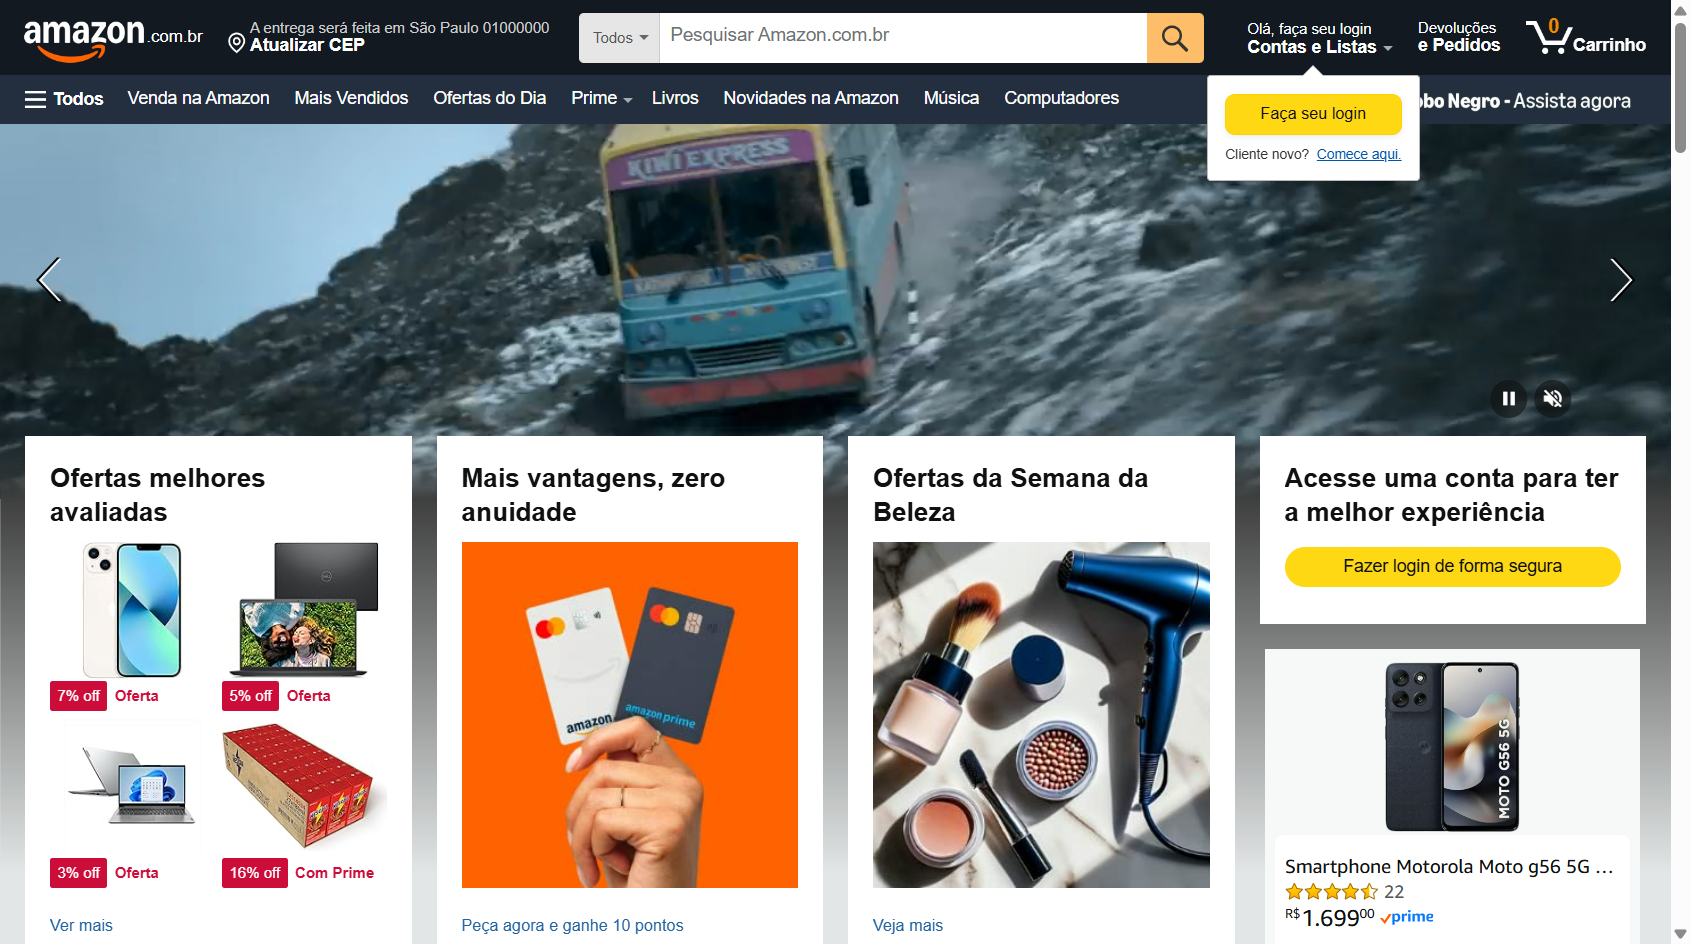 amazon.com.br
A entrega será feita em São Paulo 01000000
Atualizar CEP
Todos
Pesquisar Amazon.com.br
Olá, faça seu login
Contas e Listas
Devoluções
e Pedidos
0
Carrinho
Todos
Venda na Amazon
Mais Vendidos
Ofertas do Dia
Prime
Livros
Novidades na Amazon
Música
Computadores
Negro - Assista agora
Faça seu login
Cliente novo? Comece aqui.
KIWI EXPRESS
Ofertas melhores
avaliadas
7% off Oferta
5% off Oferta
3% off Oferta
16% off Com Prime
Ver mais
Mais vantagens, zero
anuidade
amazon
amazon prime
Peça agora e ganhe 10 pontos
Ofertas da Semana da
Beleza
Veja mais
Acesse uma conta para ter
a melhor experiência
Fazer login de forma segura
MOTO G56 5G
Smartphone Motorola Moto g56 5G …
22
R$1.69900 prime